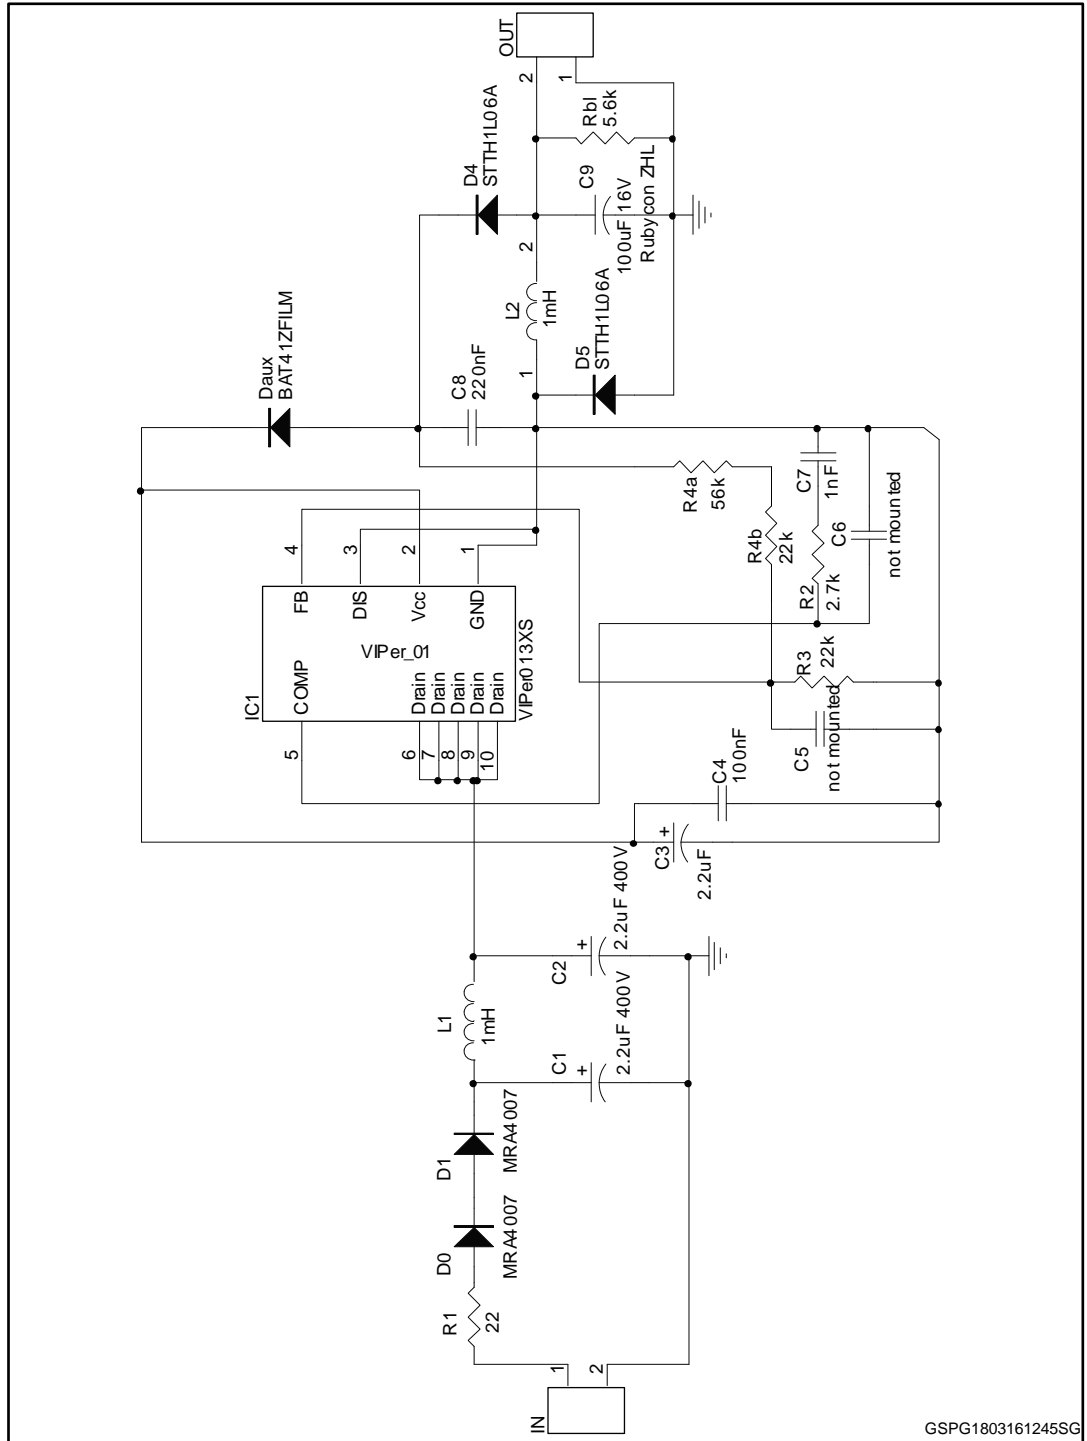 OUT
2
1
Rbl
5.6k
D4
STTH1L06A
C9
100uF 16V
Rubycon ZHL
2
L2
1mH
1
D5
STTH1L06A
Daux
BAT41ZFILM
C8
220nF
R4a
56k
R4b
22k
C7
1nF
R2
2.7k
C6
not mounted
4
3
2
1
FB
DIS
Vcc
GND
VIPer_01
IC1
COMP
Drain
Drain
Drain
Drain
Drain
VIPer013XS
5
6
7
8
9
10
R3
22k
C5
not mounted
C4
100nF
C3
+
2.2uF
C2
+
2.2uF 400V
L1
1mH
C1
+
2.2uF 400V
D1
MRA4007
D0
MRA4007
R1
22
1
2
IN
GSPG1803161245SG